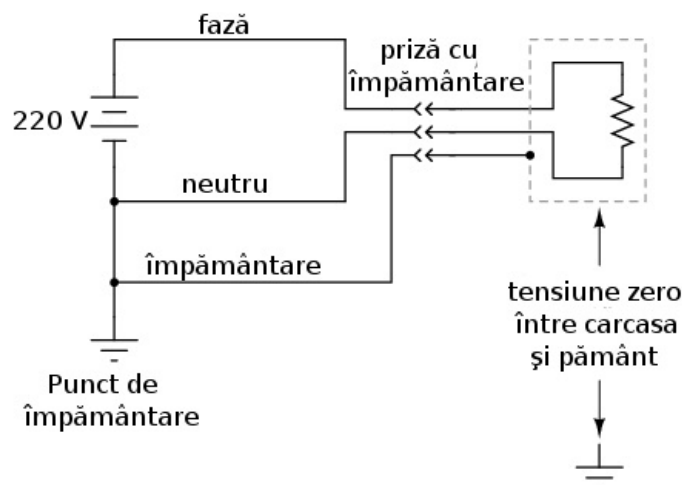 fază
priză cu
împământare
220 V
neutru
împământare
tensiune zero
între carcasa
şi pământ
Punct de
împământare